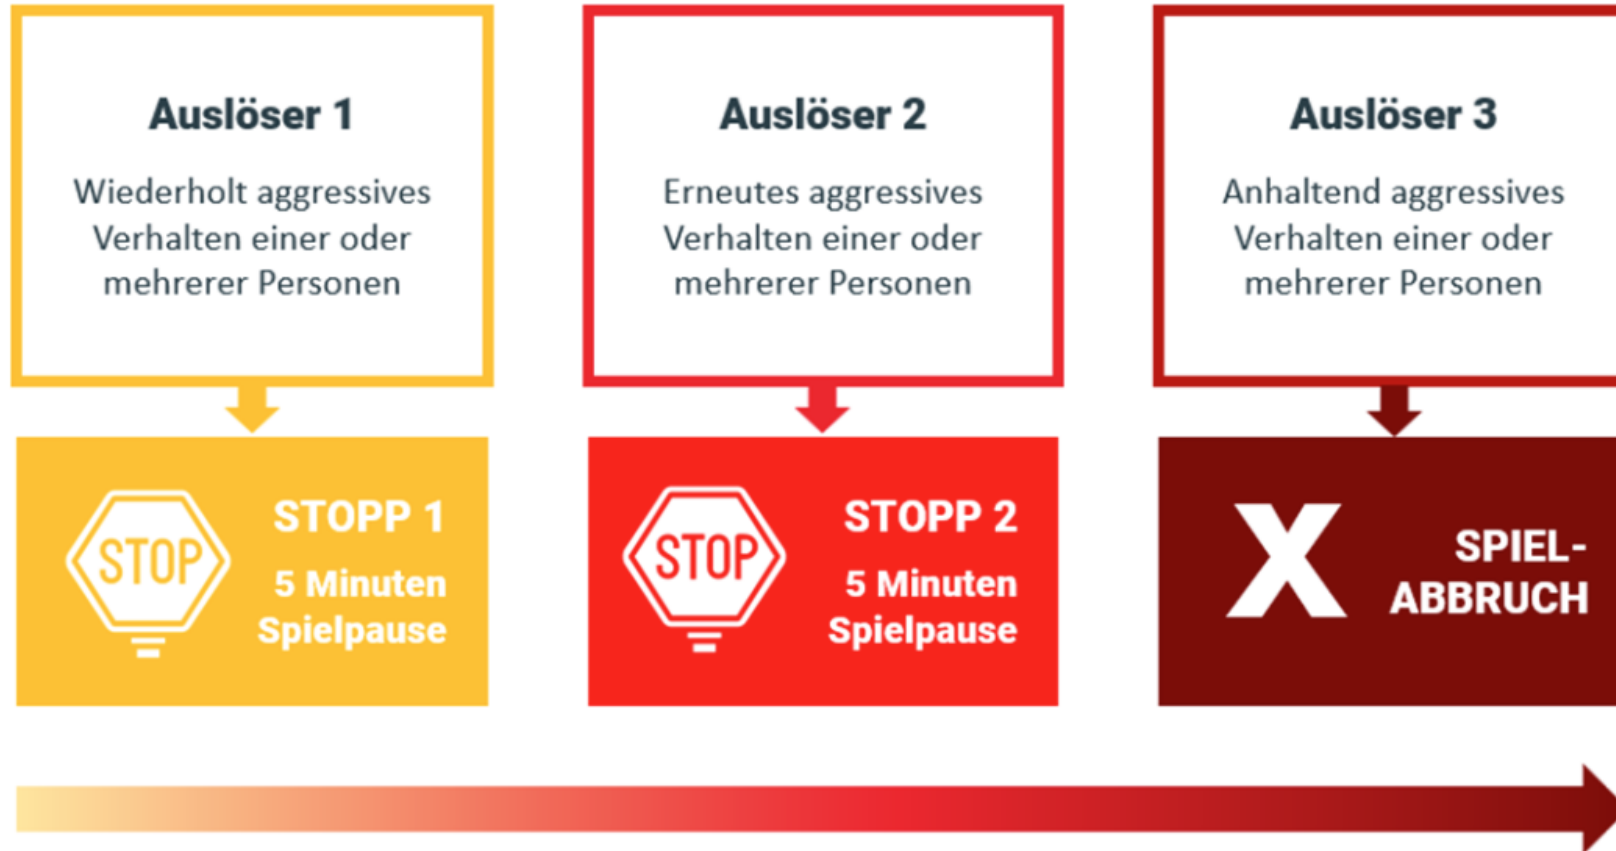 Auslöser 1
Wiederholt aggressives
Verhalten einer oder
mehrerer Personen
STOP
STOPP 1
5 Minuten
Spielpause
Auslöser 2
Erneutes aggressives
Verhalten einer oder
mehrerer Personen
STOP
STOPP 2
5 Minuten
Spielpause
Auslöser 3
Anhaltend aggressives
Verhalten einer oder
mehrerer Personen
X
SPIEL-
ABBRUCH